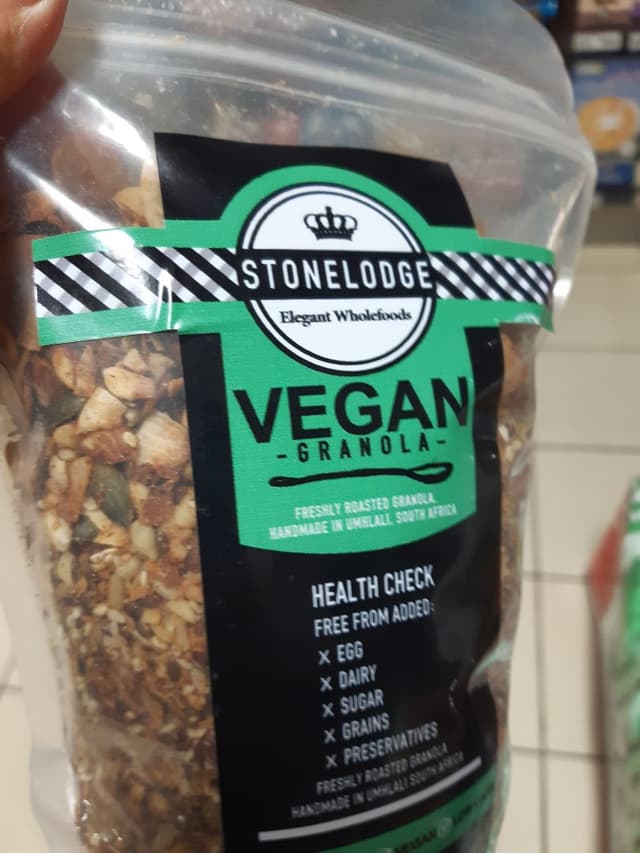 STONELODGE
Elegant Wholefoods
VEGAN
-GRANOLA-
FRESHLY ROASTED GRANOLA,
HANDMADE IN UMHLALI, SOUTH AFRICA
HEALTH CHECK
FREE FROM ADDED:
X EGG
X DAIRY
X SUGAR
X GRAINS
X PRESERVATIVES
FRESHLY ROASTED GRANOLA
HANDMADE IN UMHLALI SOUTH AFRICA
VEGAN